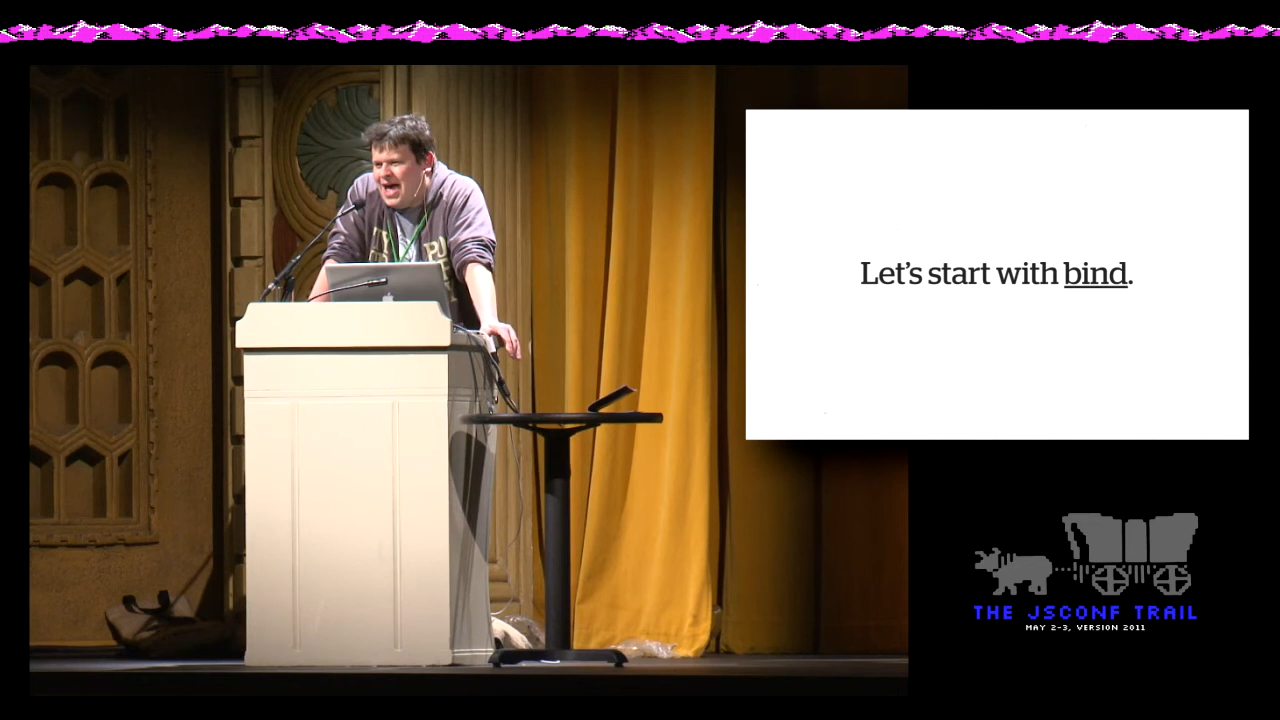 Let's start with bind.
THE JSCONF TRAIL
MAY 2-3, VERSION 2011